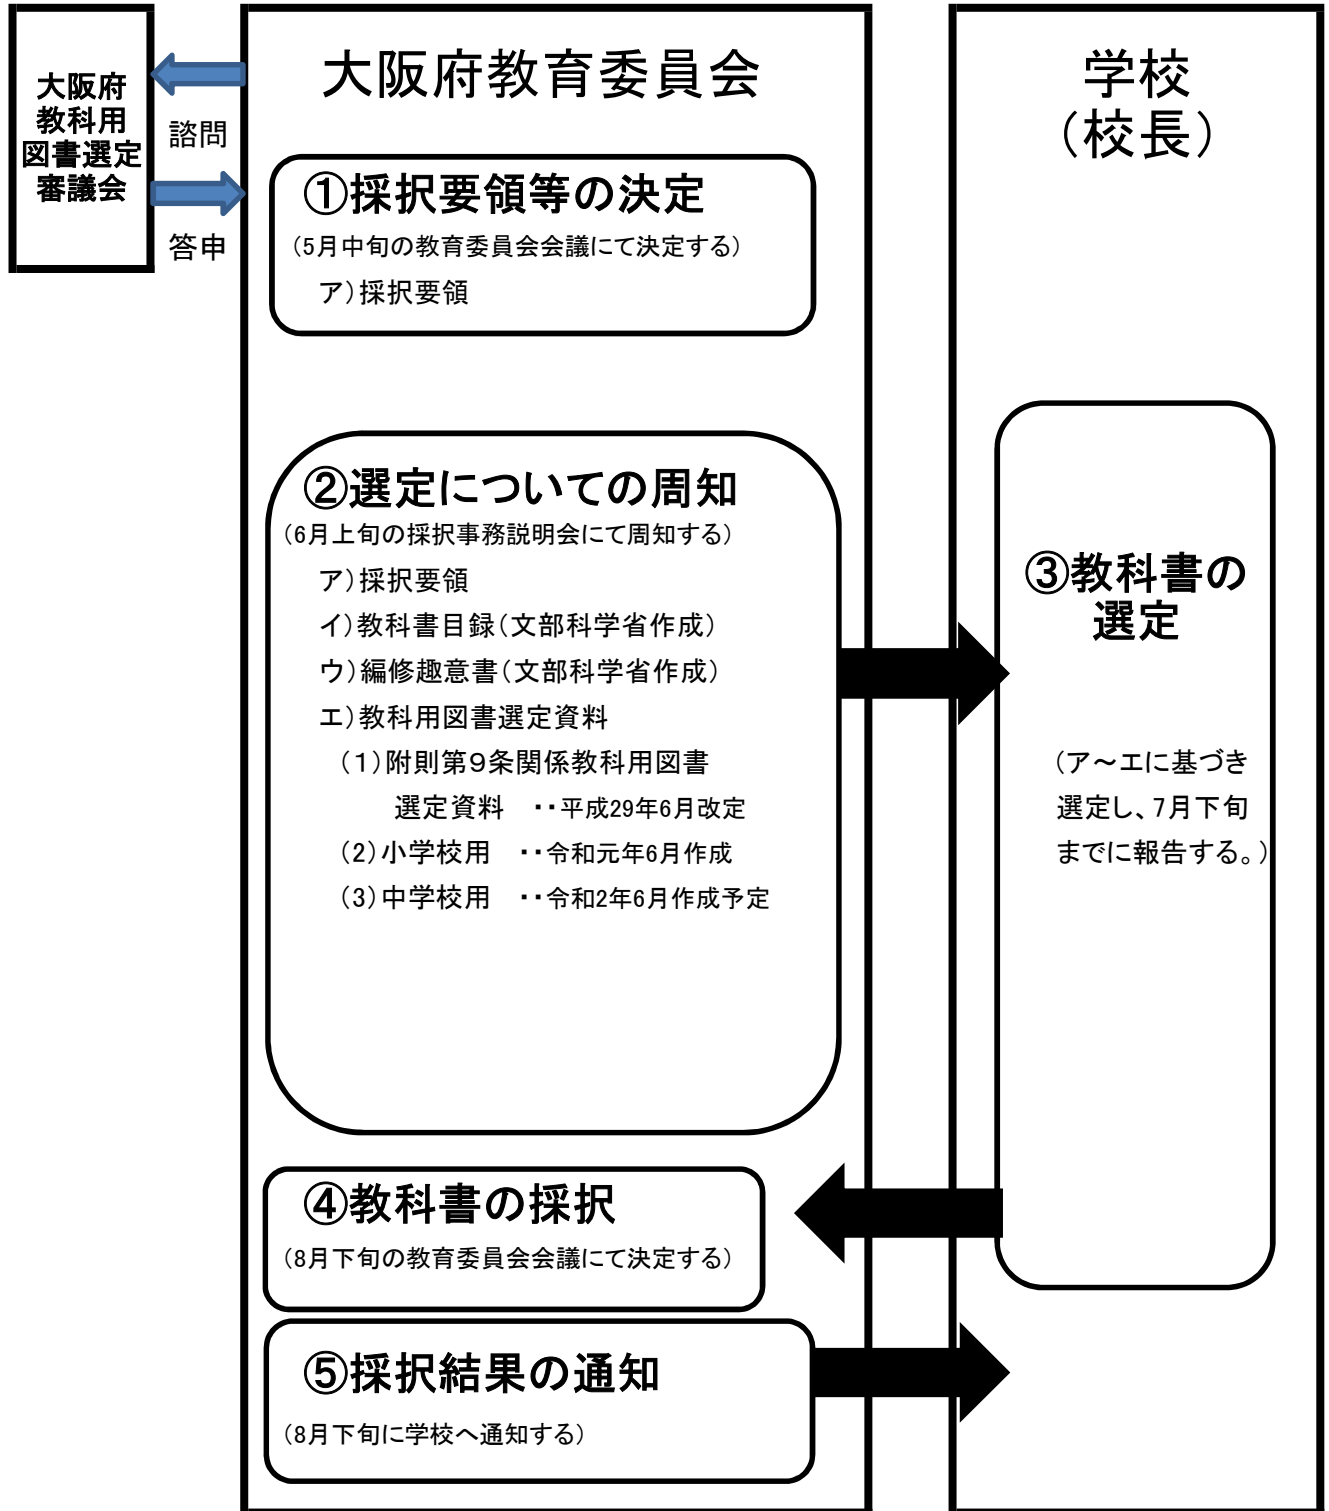 大阪府
教科用
図書選定
審議会
諮問
答申
大阪府教育委員会
①採択要領等の決定
(5月中旬の教育委員会会議にて決定する)
ア)採択要領
②選定についての周知
(6月上旬の採択事務説明会にて周知する)
ア)採択要領
イ)教科書目録(文部科学省作成)
ウ)編修趣意書(文部科学省作成)
エ)教科用図書選定資料
(1)附則第9条関係教科用図書
選定資料 ・・平成29年6月改定
(2)小学校用 ・・令和元年6月作成
(3)中学校用 ・・令和2年6月作成予定
学校
(校長)
③教科書の
選定
(ア~エに基づき
選定し、7月下旬
までに報告する。)
④教科書の採択
(8月下旬の教育委員会会議にて決定する)
⑤採択結果の通知
(8月下旬に学校へ通知する)